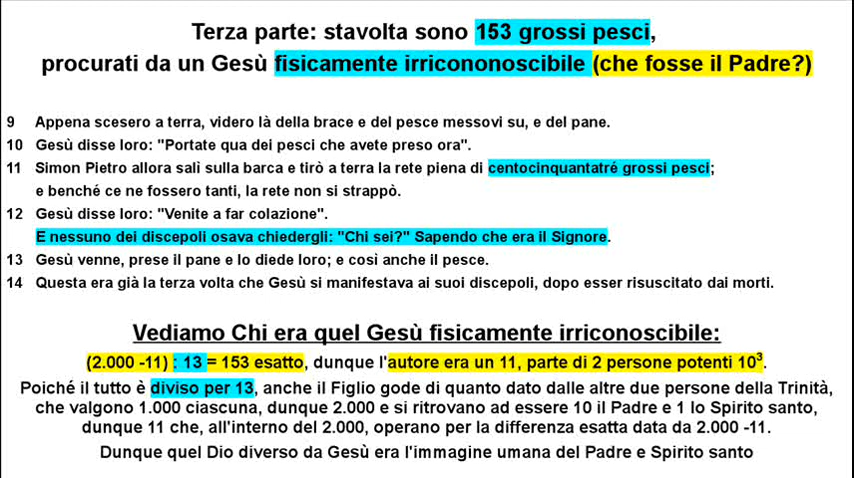 Terza parte: stavolta sono 153 grossi pesci,
procurati da un Gesù fisicamente irricononoscibile (che fosse il Padre?)
9 Appena scesero a terra, videro là della brace e del pesce messovi su, e del pane.
10 Gesù disse loro: "Portate qua dei pesci che avete preso ora".
11 Simon Pietro allora salì sulla barca e tirò a terra la rete piena di centocinquantatré grossi pesci;
e benché ce ne fossero tanti, la rete non si strappò.
12 Gesù disse loro: "Venite a far colazione".
E nessuno dei discepoli osava chiedergli: "Chi sei?" Sapendo che era il Signore.
13 Gesù venne, prese il pane e lo diede loro; e così anche il pesce.
14 Questa era già la terza volta che Gesù si manifestava ai suoi discepoli, dopo esser risuscitato dai morti.
Vediamo Chi era quel Gesù fisicamente irriconoscibile:
(2.000 -11) : 13 = 153 esatto, dunque l'autore era un 11, parte di 2 persone potenti 10³.
Poiché il tutto è diviso per 13, anche il Figlio gode di quanto dato dalle altre due persone della Trinità,
che valgono 1.000 ciascuna, dunque 2.000 e si ritrovano ad essere 10 il Padre e 1 lo Spirito santo,
dunque 11 che, all'interno del 2.000, operano per la differenza esatta data da 2.000 -11.
Dunque quel Dio diverso da Gesù era l'immagine umana del Padre e Spirito santo